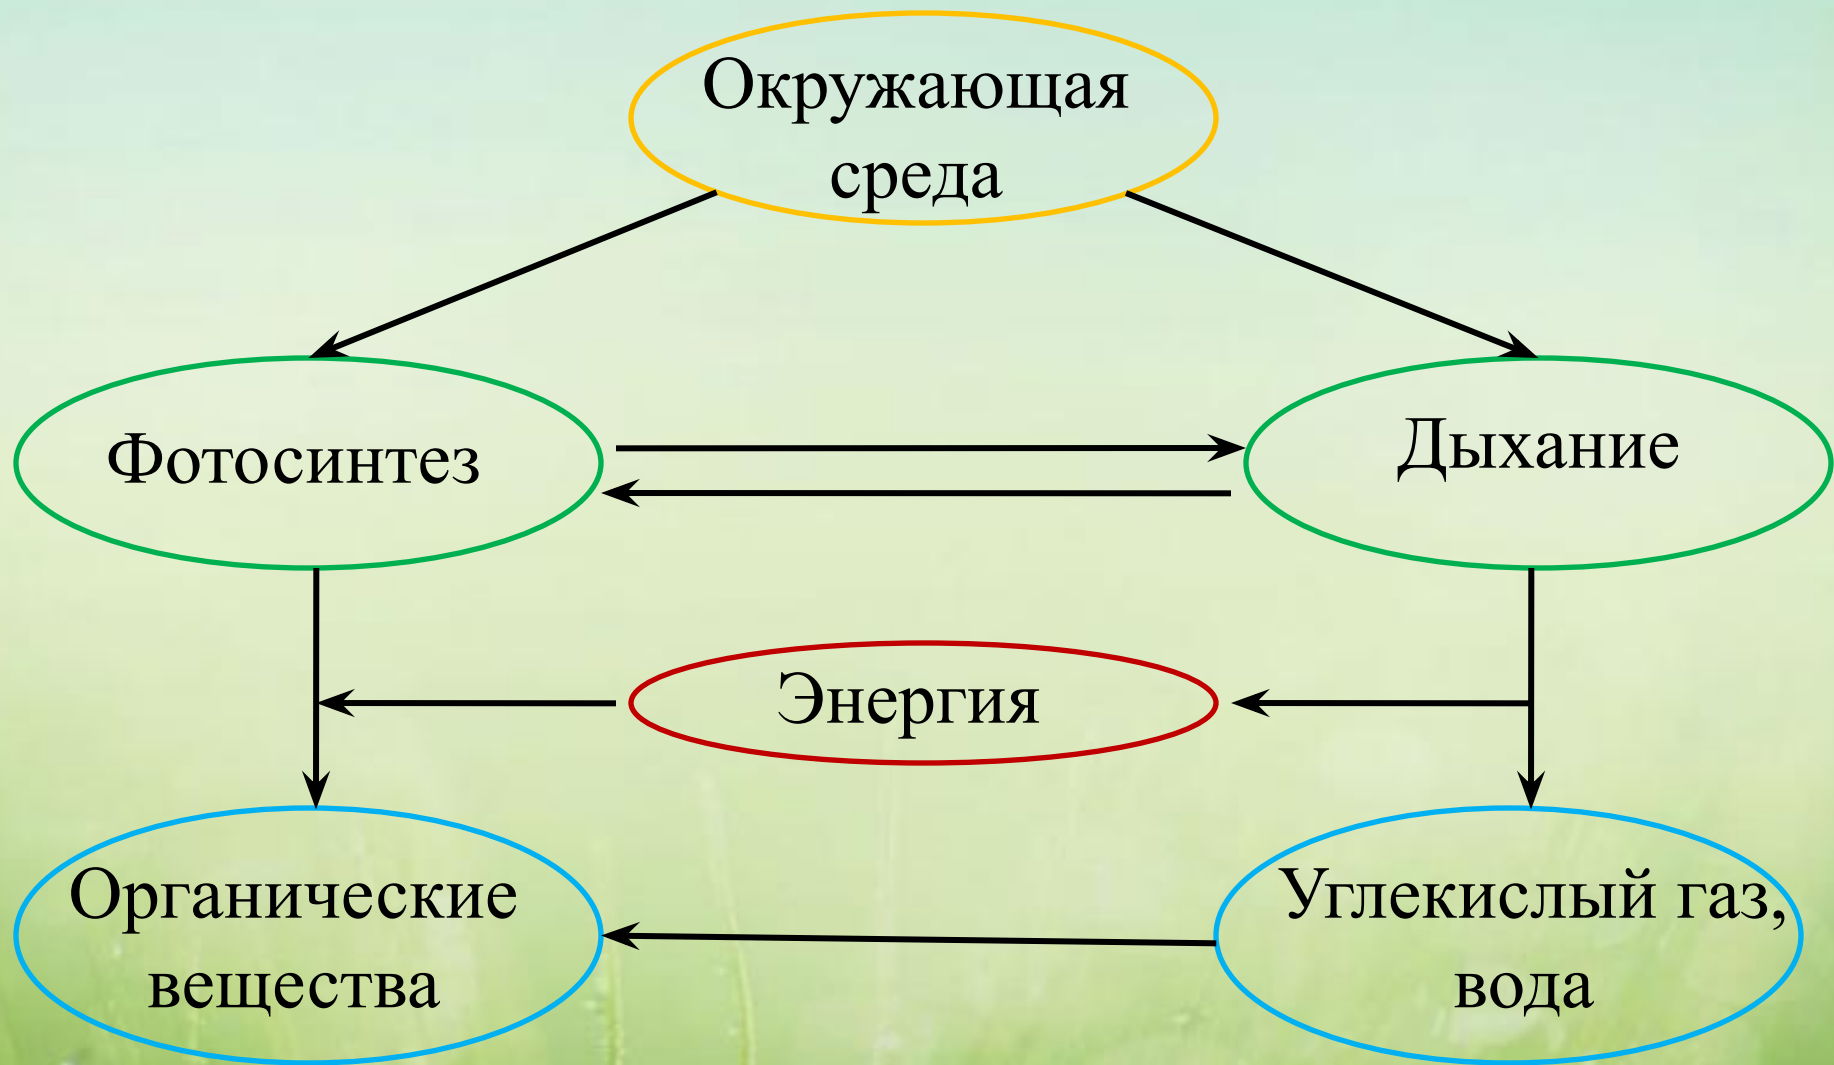 Окружающая
среда
Фотосинтез
Дыхание
Энергия
Органические
вещества
Углекислый газ,
вода